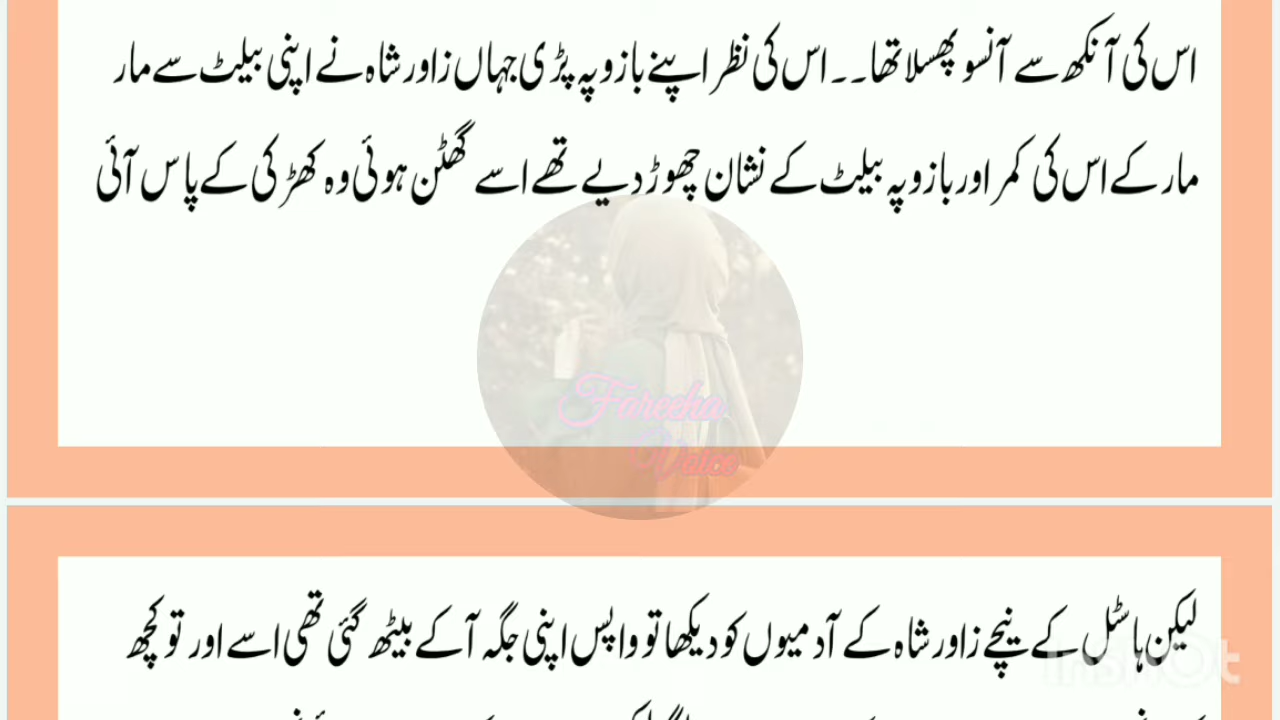 اس کی آنکھ سے آنسو پھسلا تھا۔۔ اس کی نظر اپنے بازو پہ پڑی جہاں زاور شاہ نے اپنی بیلٹ سے مار
مار کے اس کی کمر اور بازو پہ بیلٹ کے نشان چھوڑ دیے تھے اسے گھٹن ہوئی وہ کھڑکی کے پاس آئی
Fareeha
Voice
لیکن ہاسٹل کے نیچے زاور شاہ کے آدمیوں کو دیکھا تو واپس اپنی جگہ آ کے بیٹھ گئی تھی اسے اور تو کچھ
InShot